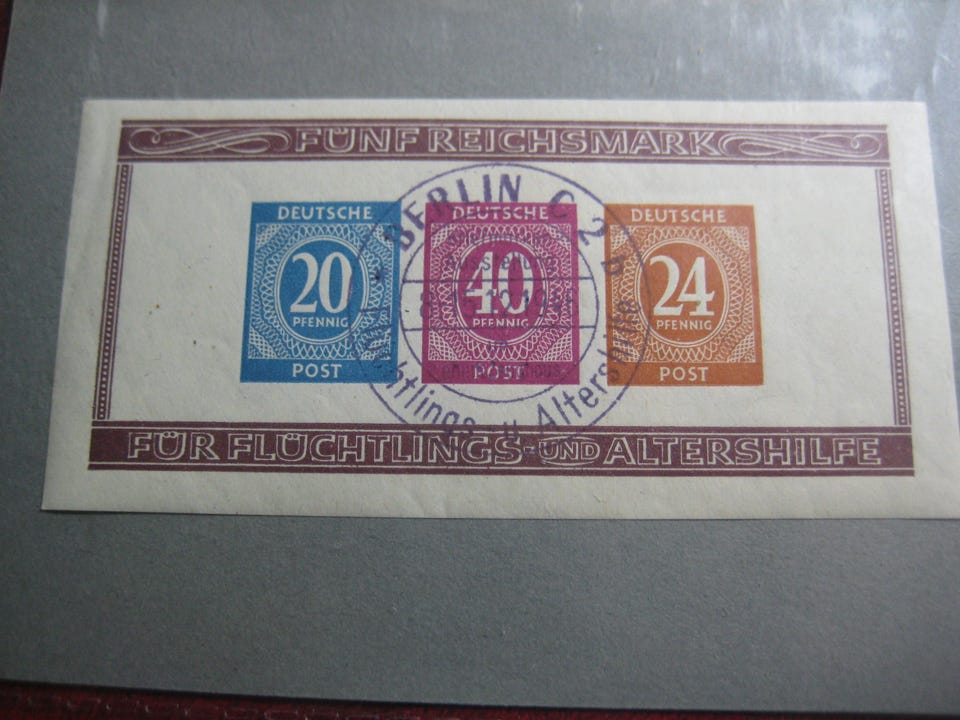 FÜNF REICHSMARK
DEUTSCHE
20
PFENNIG
POST
DEUTSCHE
40
PFENNIG
POST
DEUTSCHE
24
PFENNIG
POST
BERLIN C 2
u. Altershilfe
FÜR FLÜCHTLINGS- UND ALTERSHILFE